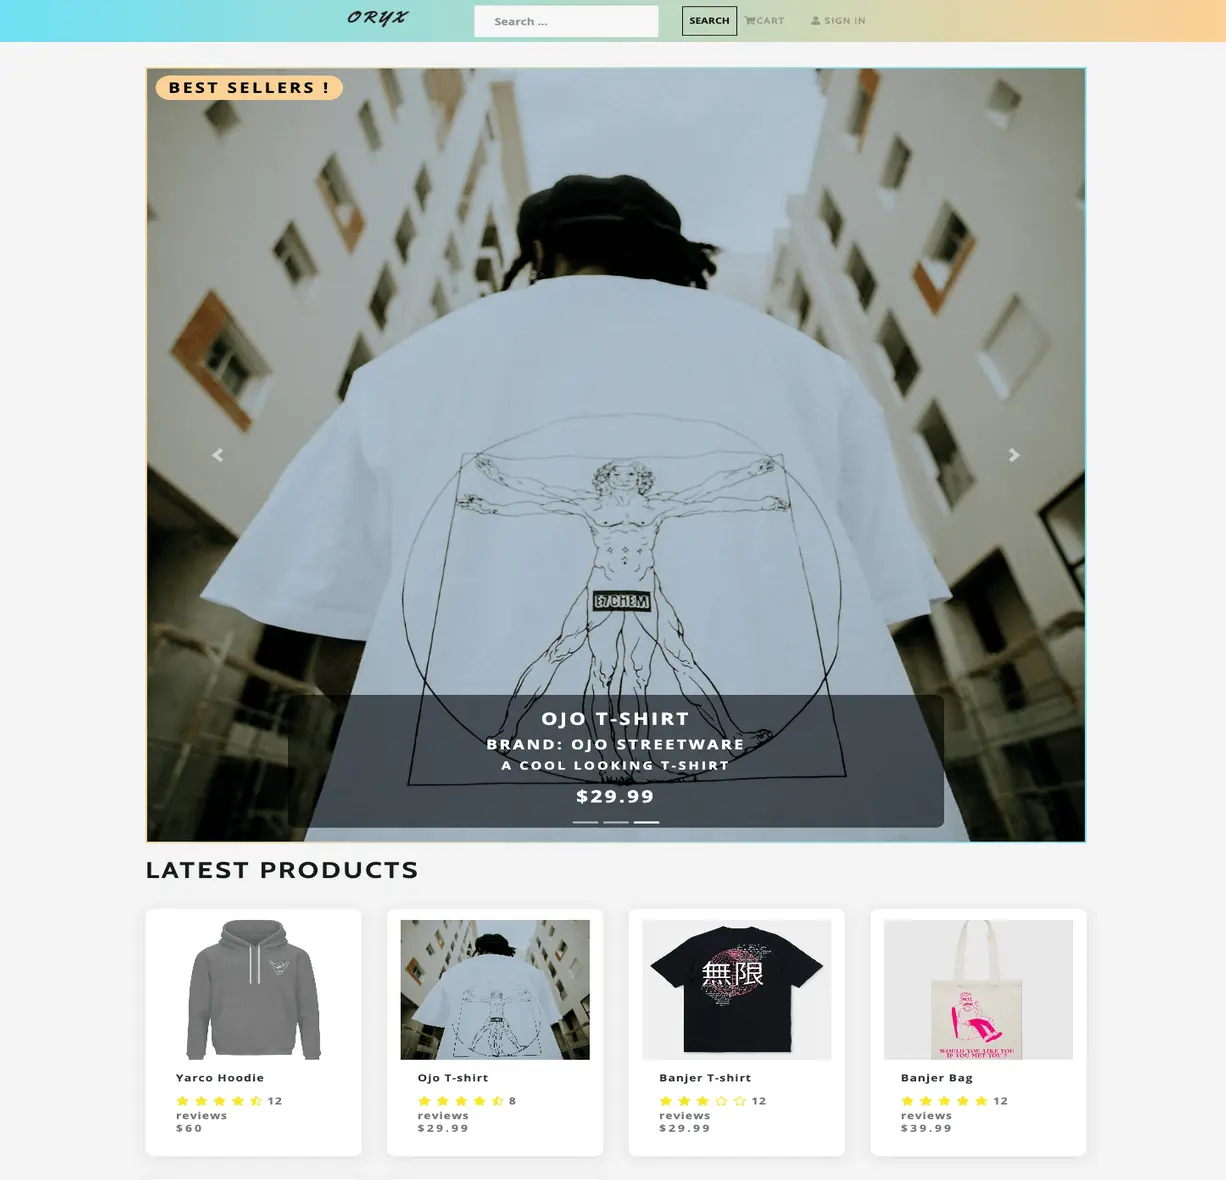 ORYX
Search ...
SEARCH
CART
SIGN IN
BEST SELLERS !
EZCHEM
OJO T-SHIRT
BRAND: OJO STREETWARE
A COOL LOOKING T-SHIRT
$29.99
LATEST PRODUCTS
無限
WOULD YOU LIKE YOU
IF YOU MET YOU ?
Yarco Hoodie
12
reviews
$60
Ojo T-shirt
8
reviews
$29.99
Banjer T-shirt
12
reviews
$29.99
Banjer Bag
12
reviews
$39.99